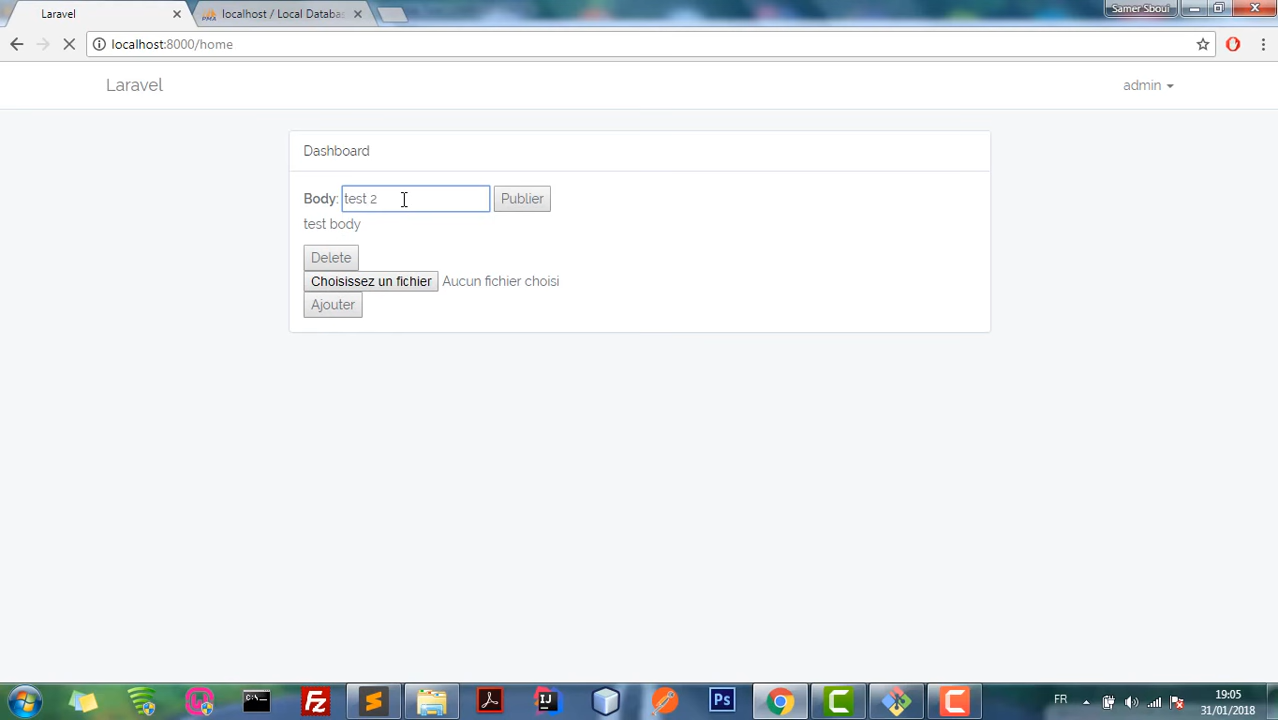 Laravel
localhost / Local Databas
Samer Sboui
localhost:8000/home
Laravel
admin
Dashboard
Body: test 2 Publier
test body
Delete
Choisissez un fichier Aucun fichier choisi
Ajouter
FR
19:05
31/01/2018